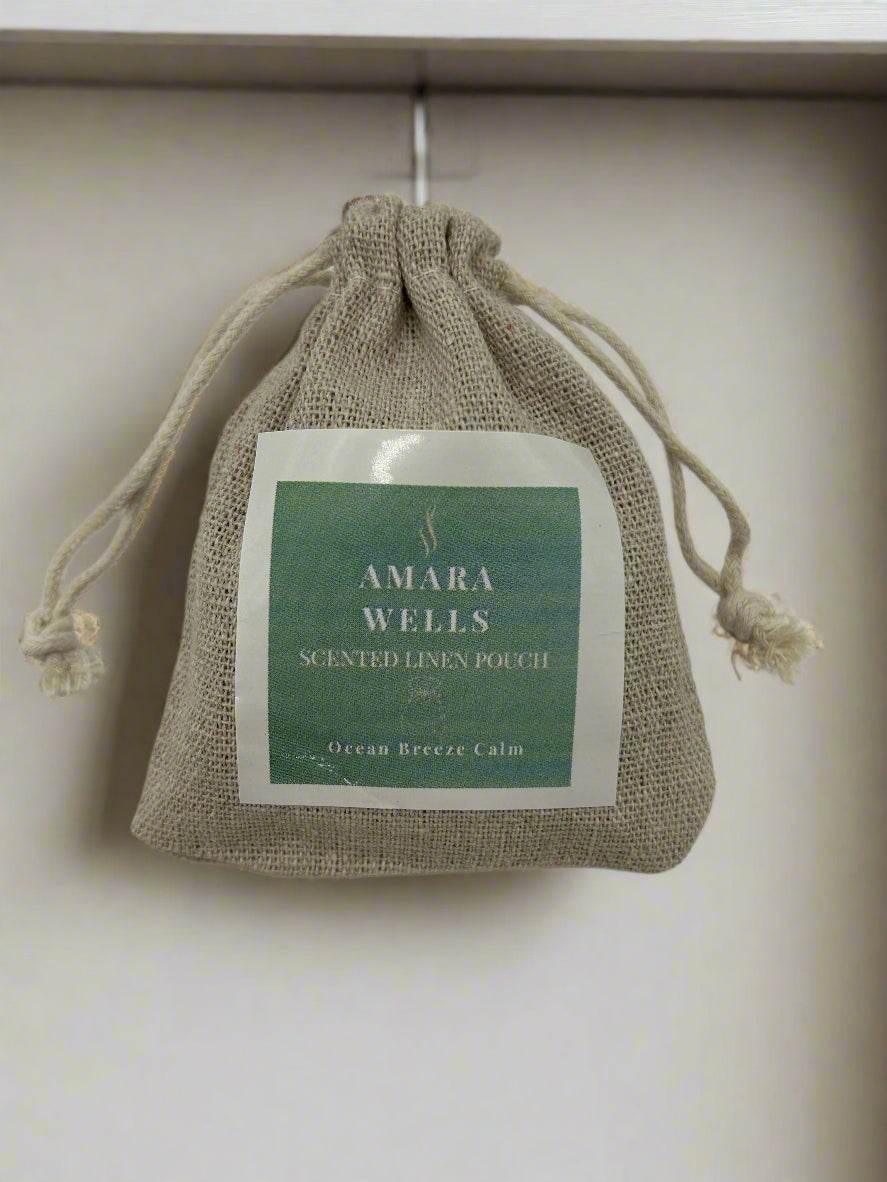 AMARA
WELLS
SCENTED LINEN POUCH
Ocean Breeze Calm